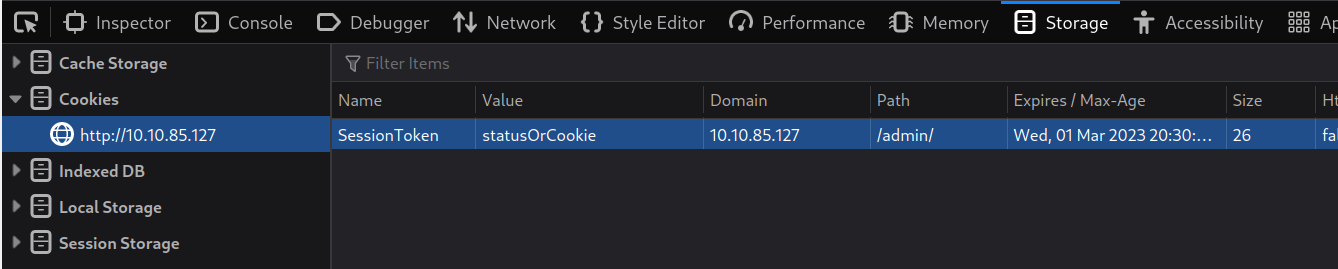 Inspector Console Debugger Network Style Editor Performance Memory Storage Accessibility Ap
Cache Storage Filter Items
Cookies Name Value Domain Path Expires / Max-Age Size Ht
http://10.10.85.127 SessionToken statusOrCookie 10.10.85.127 /admin/ Wed, 01 Mar 2023 20:30:... 26 fal
Indexed DB
Local Storage
Session Storage